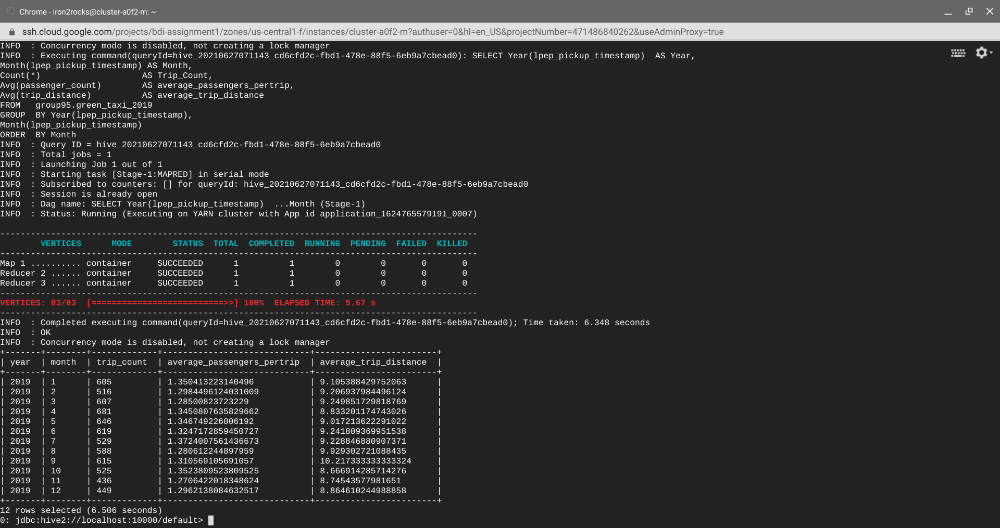 Chrome - iron2rocks@cluster-a0f2-m: ~
ssh.cloud.google.com/projects/bdi-assignment1/zones/us-central1-f/instances/cluster-a0f2-m?authuser=0&hl=en_US&projectNumber=471486840262&useAdminProxy=true
INFO  : Concurrency mode is disabled, not creating a lock manager
INFO  : Executing command(queryId=hive_20210627071143_cd6cfd2c-fbd1-478e-88f5-6eb9a7cbead0): SELECT Year(lpep_pickup_timestamp)  AS Year,
Month(lpep_pickup_timestamp) AS Month,
Count(*)                    AS Trip_Count,
Avg(passenger_count)        AS average_passengers_pertrip,
Avg(trip_distance)          AS average_trip_distance
FROM   group95.green_taxi_2019
GROUP  BY Year(lpep_pickup_timestamp),
Month(lpep_pickup_timestamp)
ORDER  BY Month
INFO  : Query ID = hive_20210627071143_cd6cfd2c-fbd1-478e-88f5-6eb9a7cbead0
INFO  : Total jobs = 1
INFO  : Launching Job 1 out of 1
INFO  : Starting task [Stage-1:MAPRED] in serial mode
INFO  : Subscribed to counters: [] for queryId: hive_20210627071143_cd6cfd2c-fbd1-478e-88f5-6eb9a7cbead0
INFO  : Session is already open
INFO  : Dag name: SELECT Year(lpep_pickup_timestamp)  ...Month (Stage-1)
INFO  : Status: Running (Executing on YARN cluster with App id application_1624765579191_0007)
----------------------------------------------------------------------------------------------
        VERTICES      MODE        STATUS  TOTAL  COMPLETED  RUNNING  PENDING  FAILED  KILLED
----------------------------------------------------------------------------------------------
Map 1 .......... container     SUCCEEDED      1          1        0        0       0       0
Reducer 2 ...... container     SUCCEEDED      1          1        0        0       0       0
Reducer 3 ...... container     SUCCEEDED      1          1        0        0       0       0
----------------------------------------------------------------------------------------------
VERTICES: 03/03  [==========================>>] 100%  ELAPSED TIME: 5.67 s
----------------------------------------------------------------------------------------------
INFO  : Completed executing command(queryId=hive_20210627071143_cd6cfd2c-fbd1-478e-88f5-6eb9a7cbead0); Time taken: 6.348 seconds
INFO  : OK
INFO  : Concurrency mode is disabled, not creating a lock manager
+-------+--------+-------------+-----------------------------+------------------------+
| year  | month  | trip_count  | average_passengers_pertrip  | average_trip_distance  |
+-------+--------+-------------+-----------------------------+------------------------+
| 2019  | 1      | 605         | 1.350413223140496           | 9.105388429752063      |
| 2019  | 2      | 516         | 1.2984496124031009          | 9.206937984496124      |
| 2019  | 3      | 607         | 1.28500823723229            | 9.249851729818769      |
| 2019  | 4      | 681         | 1.3450807635829662          | 8.833201174743026      |
| 2019  | 5      | 646         | 1.346749226006192           | 9.017213622291022      |
| 2019  | 6      | 619         | 1.3247172859450727          | 9.241809369951538      |
| 2019  | 7      | 529         | 1.3724007561436673          | 9.228846880907371      |
| 2019  | 8      | 588         | 1.280612244897959           | 9.929302721088435      |
| 2019  | 9      | 615         | 1.310569105691057           | 10.217333333333324     |
| 2019  | 10     | 525         | 1.3523809523809525          | 8.666914285714276      |
| 2019  | 11     | 436         | 1.2706422018348624          | 8.74543577981651       |
| 2019  | 12     | 449         | 1.2962138084632517          | 8.864610244988858      |
+-------+--------+-------------+-----------------------------+------------------------+
12 rows selected (6.506 seconds)
0: jdbc:hive2://localhost:10000/default>